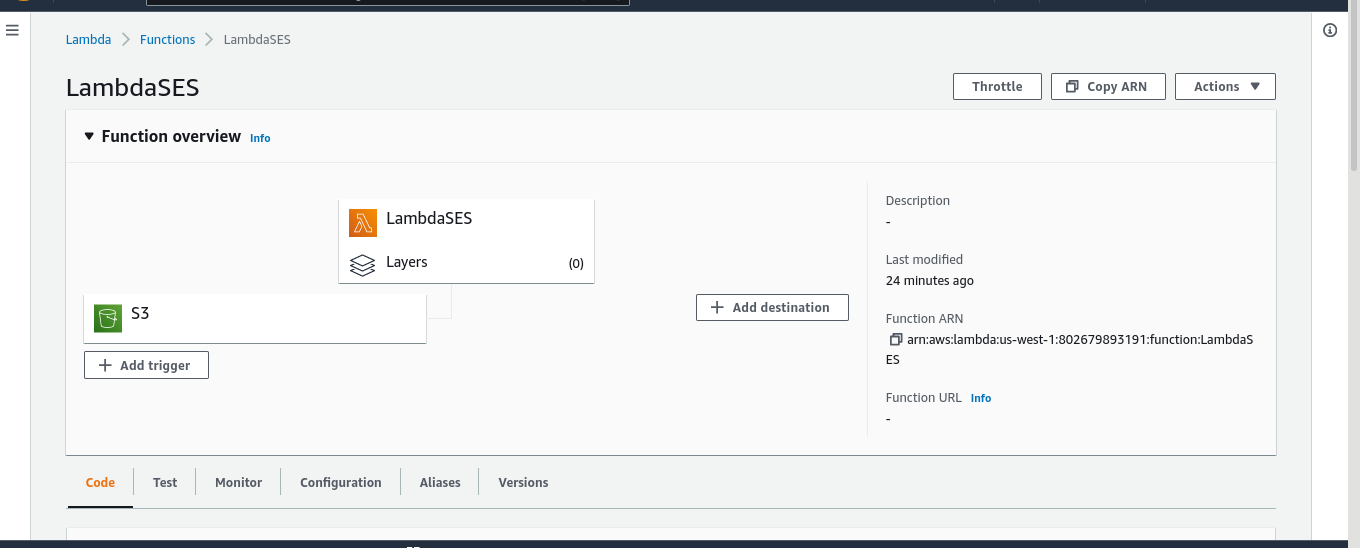 Lambda > Functions > LambdaSES
LambdaSES
Throttle
Copy ARN
Actions
Function overview Info
LambdaSES
Layers (0)
S3
+ Add trigger
+ Add destination
Description
-
Last modified
24 minutes ago
Function ARN
arn:aws:lambda:us-west-1:802679893191:function:LambdaS
ES
Function URL Info
-
Code
Test
Monitor
Configuration
Aliases
Versions